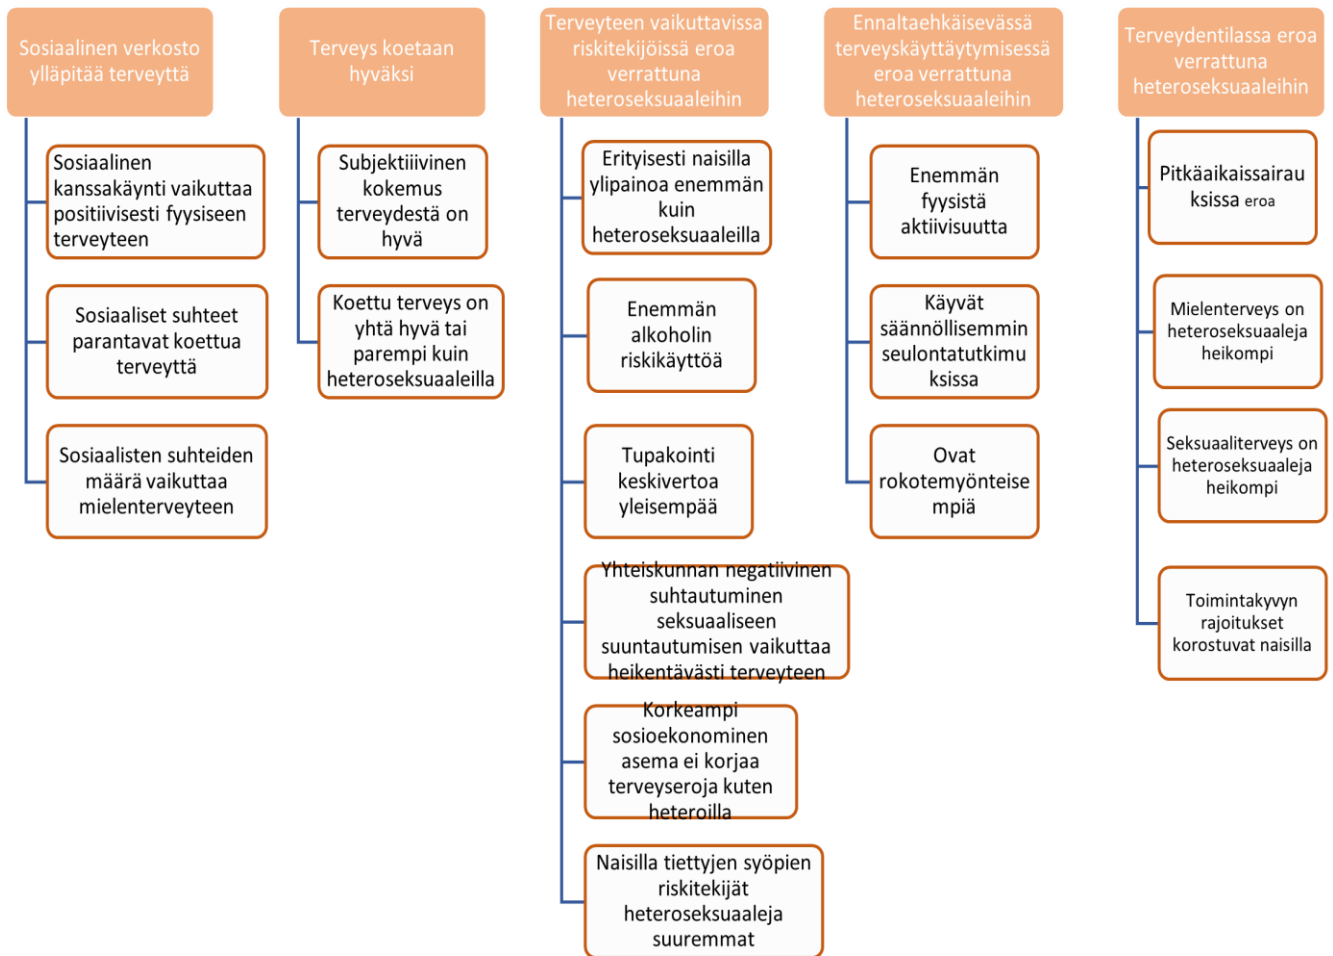 Sosiaalinen verkosto
ylläpitää terveyttä
Sosiaalinen
kanssakäynti vaikuttaa
positiivisesti fyysiseen
terveyteen
Sosiaaliset suhteet
parantavat koettua
terveyttä
Sosiaalisten suhteiden
määrä vaikuttaa
mielenterveyteen
Terveys koetaan
hyväksi
Subjektiiivinen
kokemus
terveydestä on
hyvä
Koettu terveys on
yhtä hyvä tai
parempi kuin
heteroseksuaaleilla
Terveyteen vaikuttavissa
riskitekijöissä eroa
verrattuna
heteroseksuaaleihin
Erityisesti naisilla
ylipainoa enemmän
kuin
heteroseksuaaleilla
Enemmän
alkoholin
riskikäyttöä
Tupakointi
keskivertoa
yleisempää
Yhteiskunnan negatiivinen
suhtautuminen
seksuaaliseen
suuntautumisen vaikuttaa
heikentävästi terveyteen
Korkeampi
sosioekonominen
asema ei korjaa
terveyseroja kuten
heteroilla
Naisilla tiettyjen syöpien
riskitekijät
heteroseksuaaleja
suuremmat
Ennaltaehkäisevässä
terveyskäyttäytymisessä
eroa verrattuna
heteroseksuaaleihin
Enemmän
fyysistä
aktiivisuutta
Käyvät
säännöllisemmin
seulontatutkimu
ksissa
Ovat
rokotemyönteise
mpiä
Terveydentilassa eroa
verrattuna
heteroseksuaaleihin
Pitkäaikaissairau
ksissa eroa
Mielenterveys on
heteroseksuaaleja
heikompi
Seksuaaliterveys on
heteroseksuaaleja
heikompi
Toimintakyvyn
rajoitukset
korostuvat naisilla